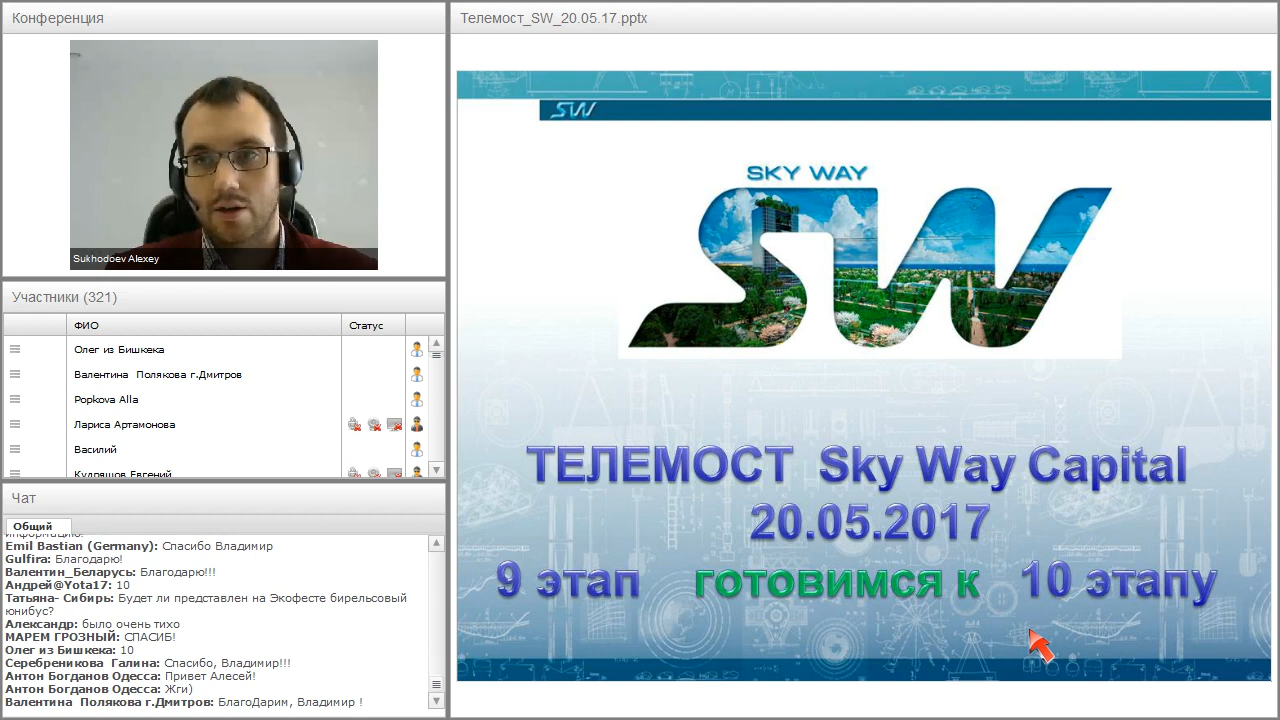 Конференция
Sukhodoev Alexey
Участники (321)
ФИО
Статус
Олег из Бишкека
Валентина Полякова г.Дмитров
Popkova Alla
Лариса Артамонова
Василий
Кудряшов Евгений
Чат
Общий
информацию!
Emil Bastian (Germany): Спасибо Владимир
Gulfira: Благодарю!
Валентин_Беларусь: Благодарю!!!
Андрей@Yota17: 10
Татьяна- Сибирь: Будет ли представлен на Экофесте бирельсовый
юнибус?
Александр: было очень тихо
МАРЕМ ГРОЗНЫЙ: СПАСИБ!
Олег из Бишкека: 10
Серебреникова Галина: Спасибо, Владимир!!!
Антон Богданов Одесса: Привет Алесей!
Антон Богданов Одесса:
Валентина Полякова г.Дмитров: БлагоДарим, Владимир !
Телемост_SW_20.05.17.pptx
SW
SKY WAY
SW
ТЕЛЕМОСТ Sky Way Capital
20.05.2017
9 этап готовимся к 10 этапу